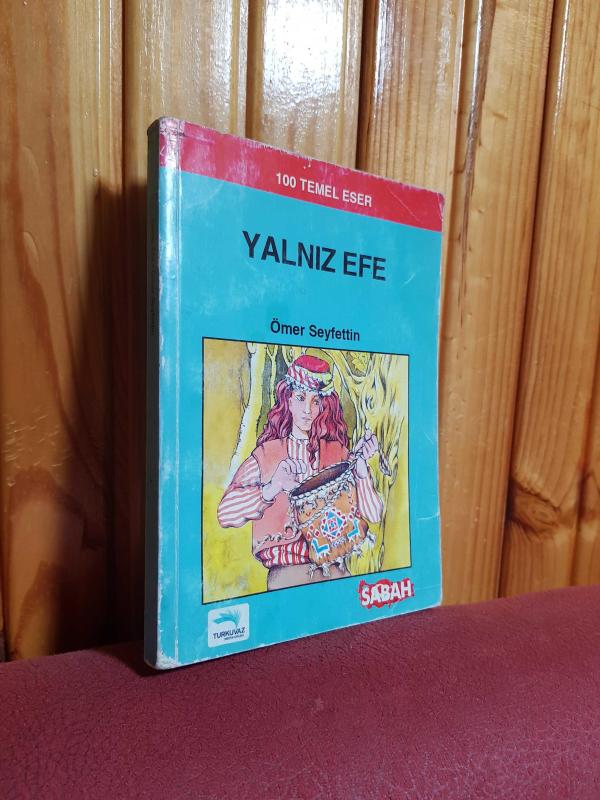 100 TEMEL ESER
YALNIZ EFE
Ömer Seyfettin
SABAH
TURKUVAZ